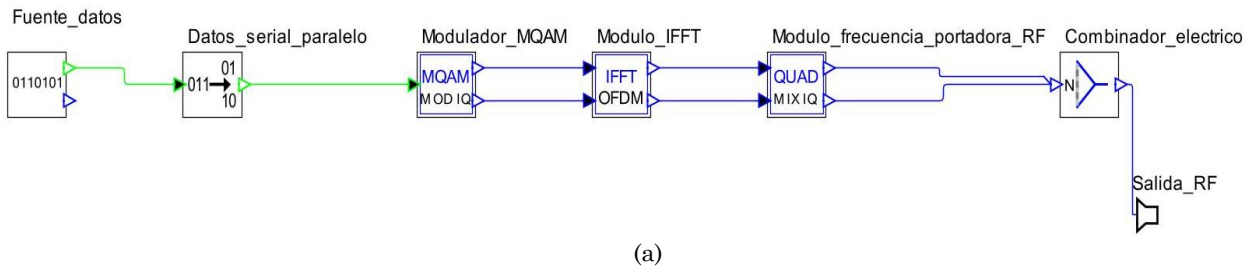 Fuente_datos
Datos_serial_paralelo
Modulador_MQAM
Modulo_IFFT
Modulo_frecuencia_portadora_RF
Combinador_electrico
0110101
011
01
10
MQAM
MOD IQ
IFFT
OFDM
QUAD
MIX IQ
N
Salida_RF
(a)